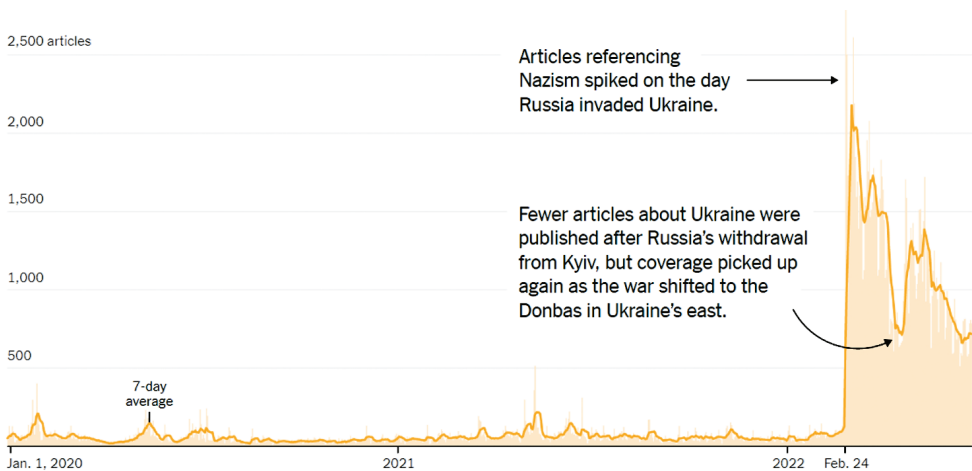 2,500 articles
Articles referencing
Nazism spiked on the day
Russia invaded Ukraine.
2,000
1,500
Fewer articles about Ukraine were
published after Russia’s withdrawal
from Kyiv, but coverage picked up
again as the war shifted to the
Donbas in Ukraine’s east.
1,000
500
7-day
average
Jan. 1, 2020
2021
2022
Feb. 24